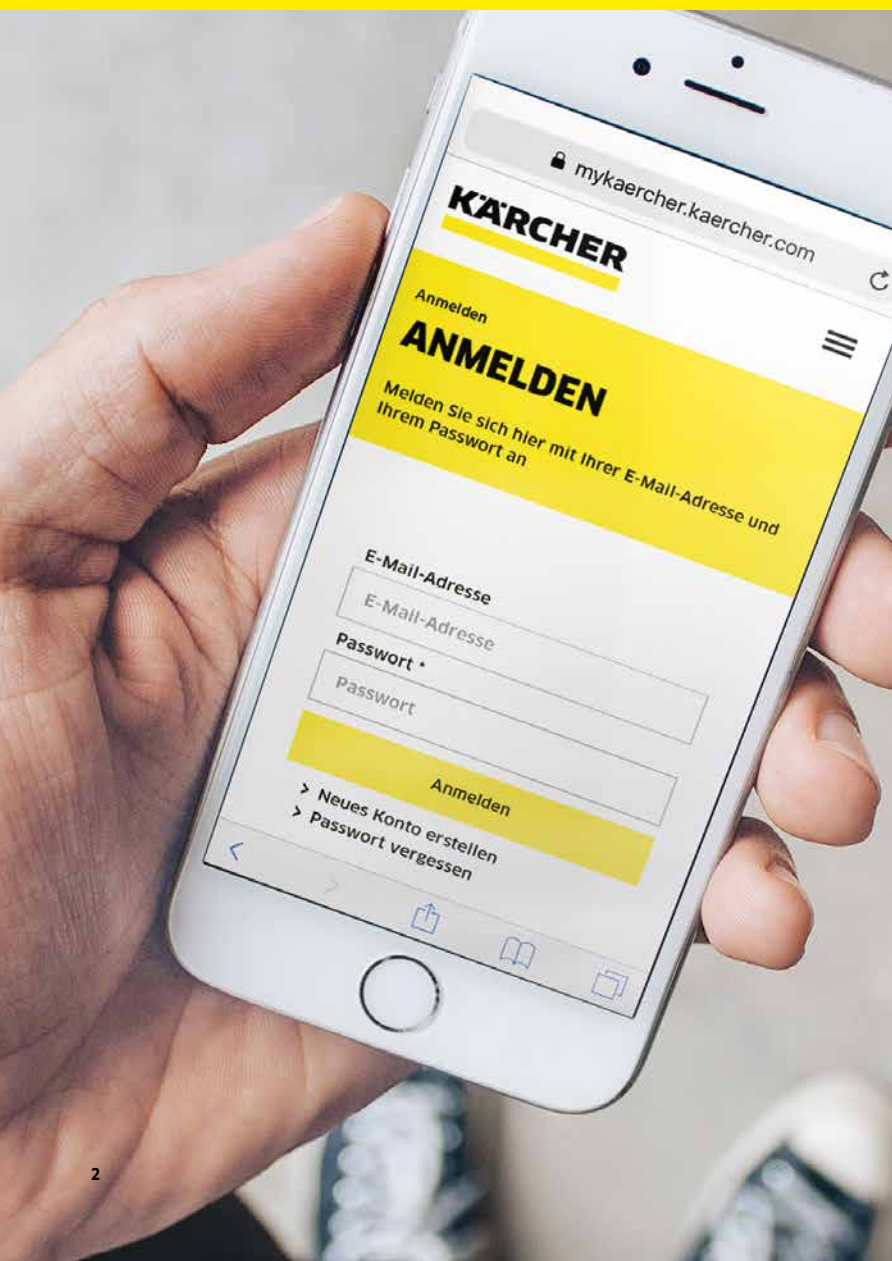 mykaercher.kaercher.com
KÄRCHER
Anmelden
ANMELDEN
Melden Sie sich hier mit Ihrer E-Mail-Adresse und
Ihrem Passwort an
E-Mail-Adresse
E-Mail-Adresse
Passwort *
Passwort
Anmelden
> Neues Konto erstellen
> Passwort vergessen
2